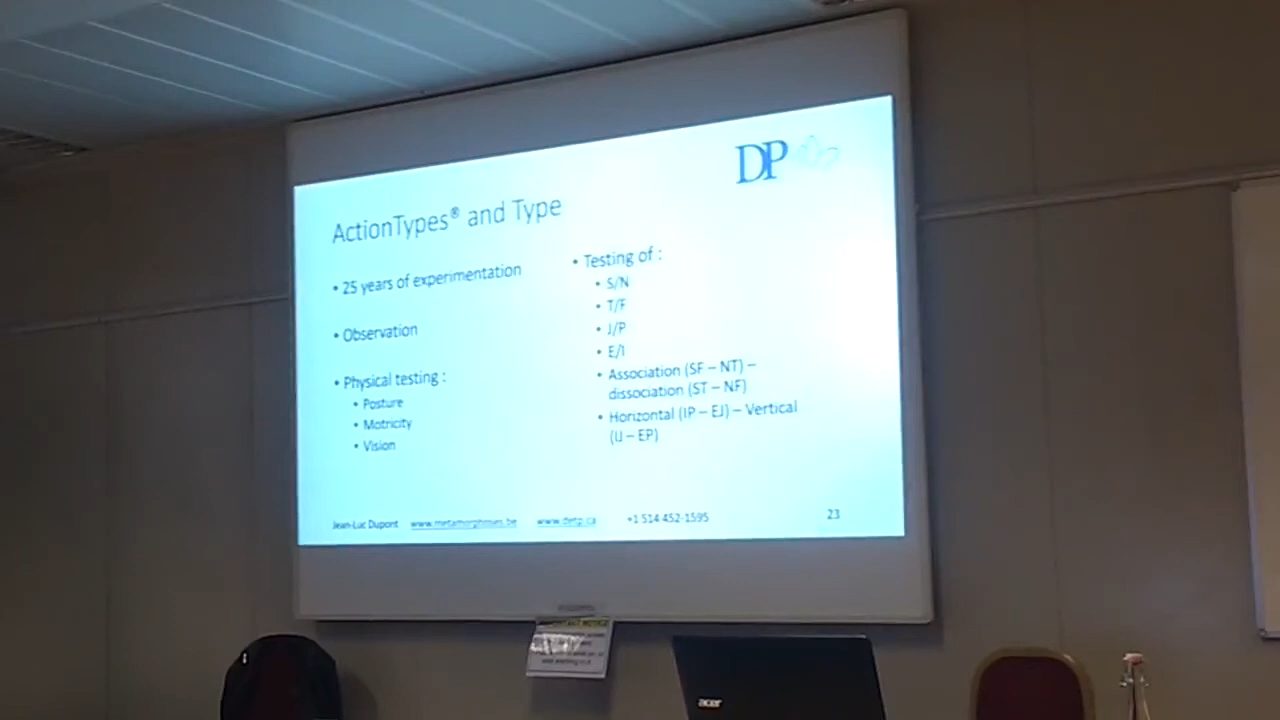 DP
ActionTypes® and Type
• 25 years of experimentation
• Observation
• Physical testing :
• Posture
• Motricity
• Vision
• Testing of :
• S/N
• T/F
• J/P
• E/I
• Association (SF – NT) –
dissociation (ST – NF)
• Horizontal (IP – EJ) – Vertical
(IJ – EP)
Jean-Luc Dupont www.metamorphoses.be www.detp.ca +1 514 452-1595 23
NOTICE
acer